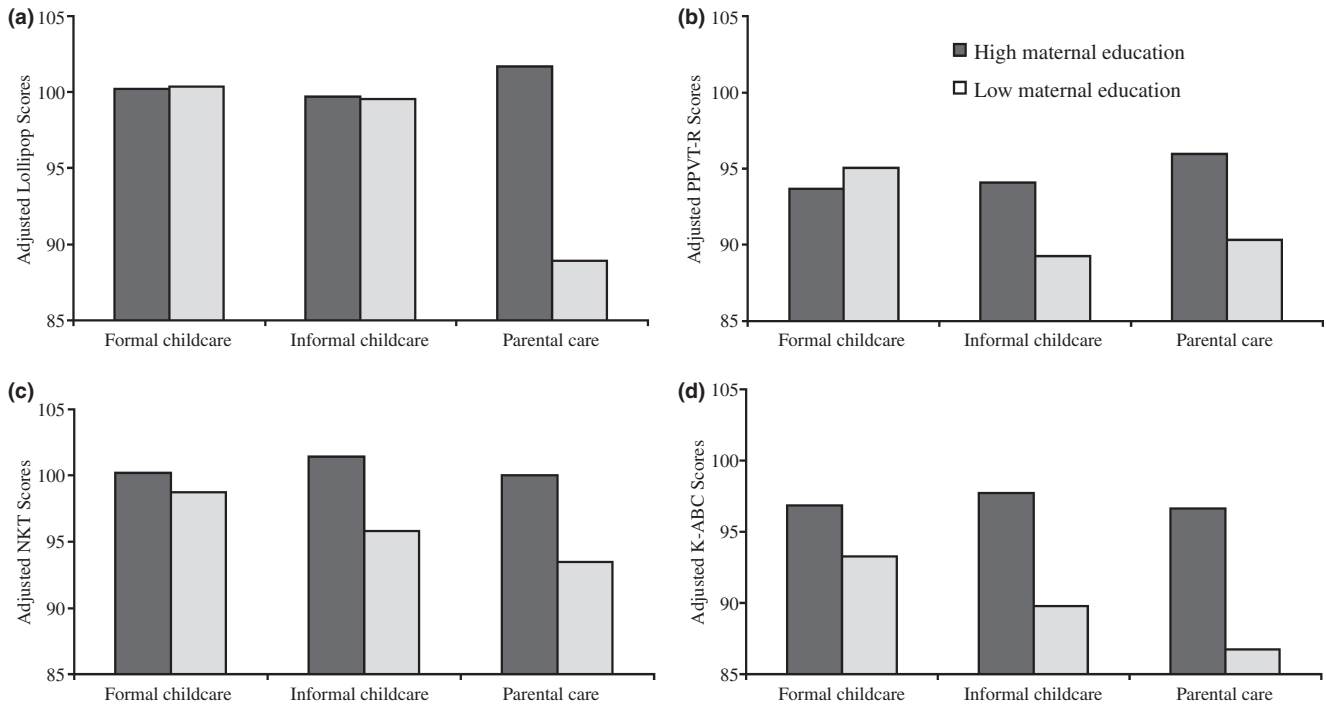 (a)
105
100
95
90
85
Adjusted Lollipop Scores
Formal childcare
Informal childcare
Parental care
(b)
105
100
95
90
85
Adjusted PPVT-R Scores
High maternal education
Low maternal education
Formal childcare
Informal childcare
Parental care
(c)
105
100
95
90
85
Adjusted NKT Scores
Formal childcare
Informal childcare
Parental care
(d)
105
100
95
90
85
Adjusted K-ABC Scores
Formal childcare
Informal childcare
Parental care